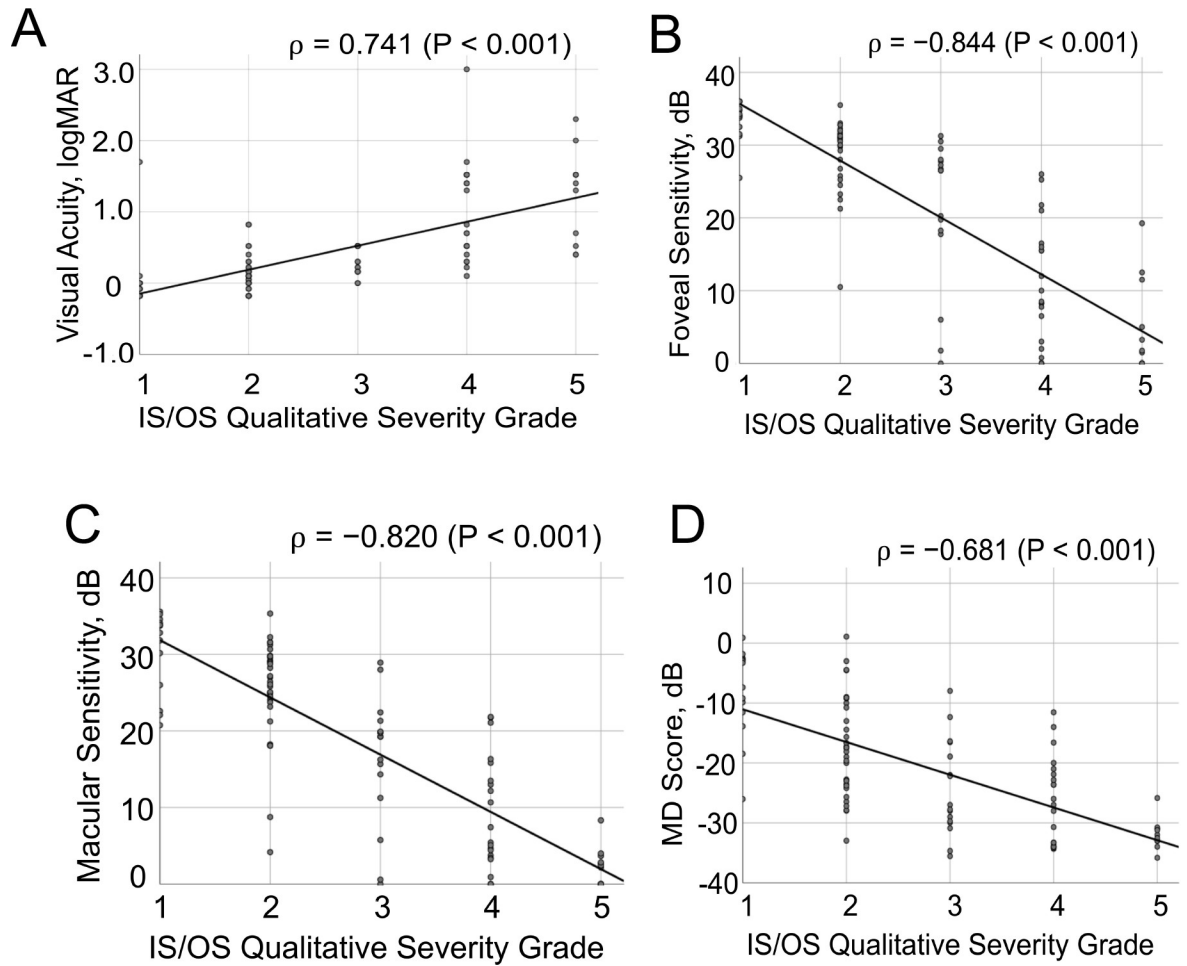 A
ρ = 0.741 (P < 0.001)
Visual Acuity, logMAR
3.0
2.0
1.0
0
-1.0
1 2 3 4 5
IS/OS Qualitative Severity Grade
B
ρ = −0.844 (P < 0.001)
Foveal Sensitivity, dB
40
30
20
10
0
1 2 3 4 5
IS/OS Qualitative Severity Grade
C
ρ = −0.820 (P < 0.001)
Macular Sensitivity, dB
40
30
20
10
0
1 2 3 4 5
IS/OS Qualitative Severity Grade
D
ρ = −0.681 (P < 0.001)
MD Score, dB
10
0
-10
-20
-30
-40
1 2 3 4 5
IS/OS Qualitative Severity Grade